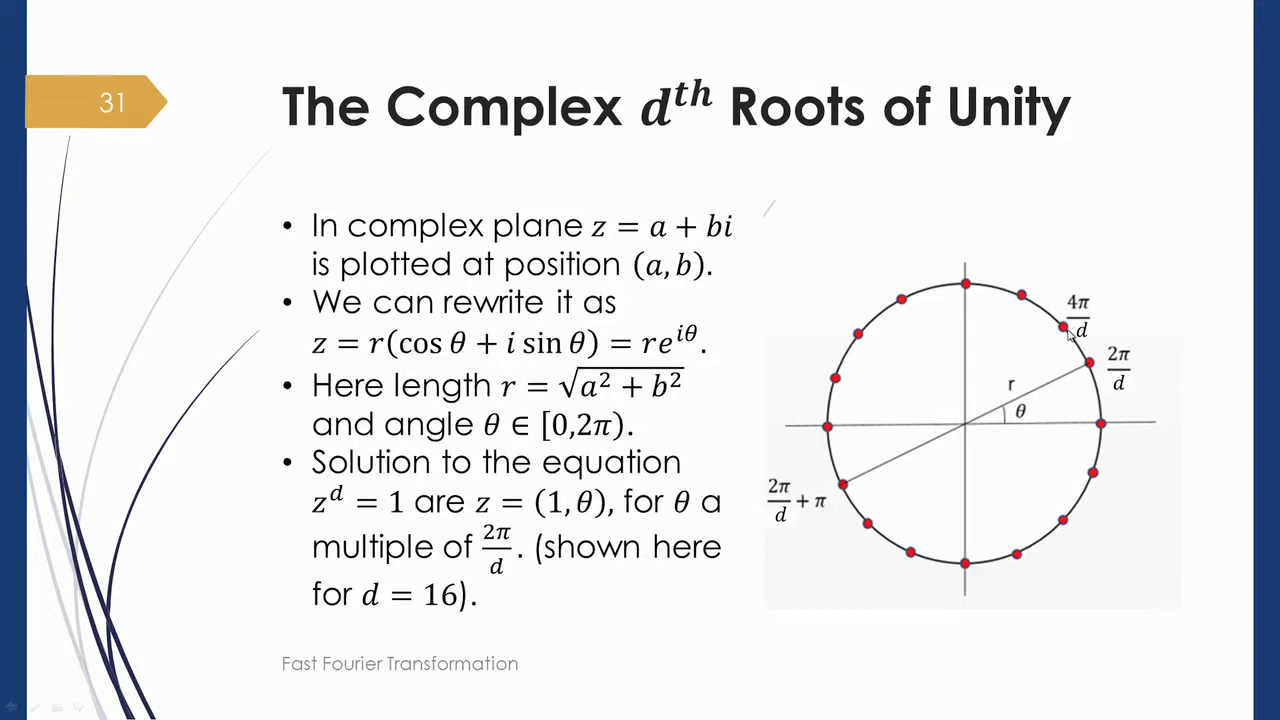 31
The Complex dᵗʰ Roots of Unity
• In complex plane z = a + bi
is plotted at position (a, b).
• We can rewrite it as
z = r(cos θ + i sin θ) = re^{iθ}.
• Here length r = √(a² + b²)
and angle θ ∈ [0,2π).
• Solution to the equation
zᵈ = 1 are z = (1, θ), for θ a
multiple of 2π/d. (shown here
for d = 16).
4π/d
2π/d
r
θ
2π/d + π
Fast Fourier Transformation